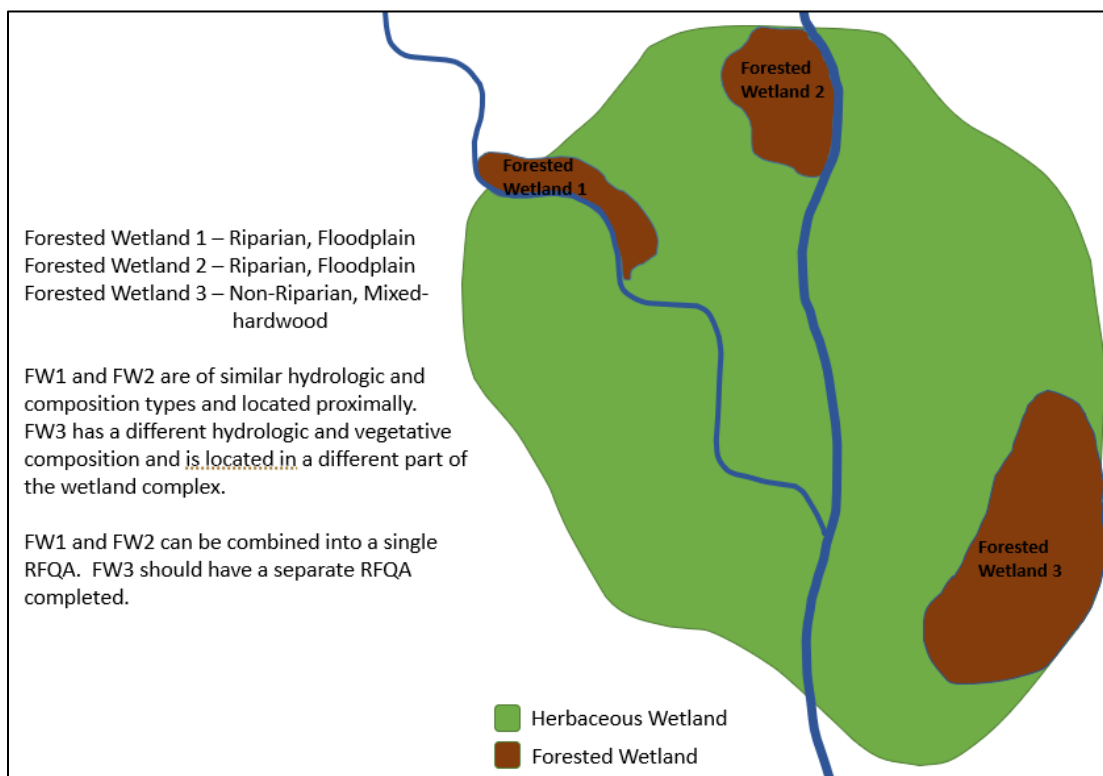 Forested
Wetland 2
Forested
Wetland 1
Forested Wetland 1 – Riparian, Floodplain
Forested Wetland 2 – Riparian, Floodplain
Forested Wetland 3 – Non-Riparian, Mixed-
hardwood
FW1 and FW2 are of similar hydrologic and
composition types and located proximally.
FW3 has a different hydrologic and vegetative
composition and is located in a different part of
the wetland complex.
FW1 and FW2 can be combined into a single
RFQA.  FW3 should have a separate RFQA
completed.
Forested
Wetland 3
Herbaceous Wetland
Forested Wetland